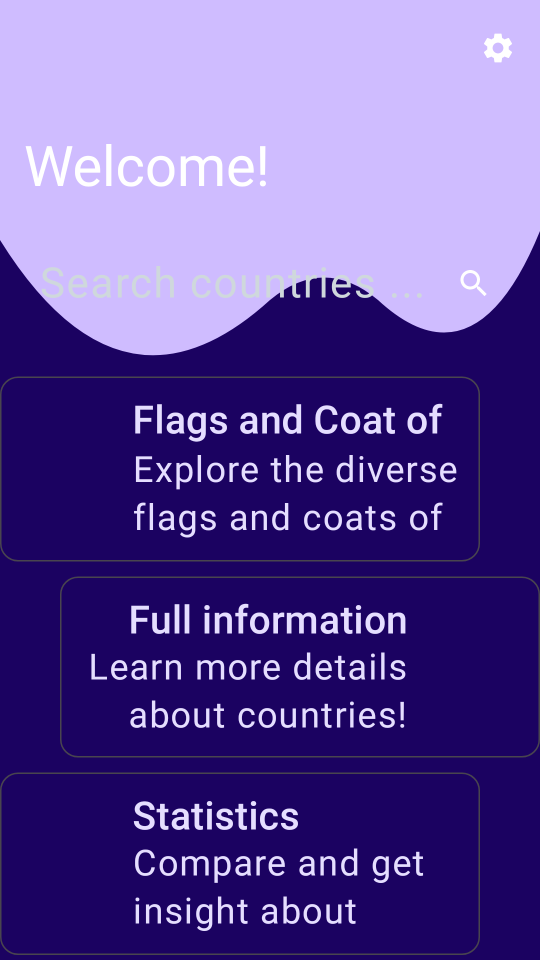 Welcome!
Search countries ...
Flags and Coat of
Explore the diverse
flags and coats of
Full information
Learn more details
about countries!
Statistics
Compare and get
insight about